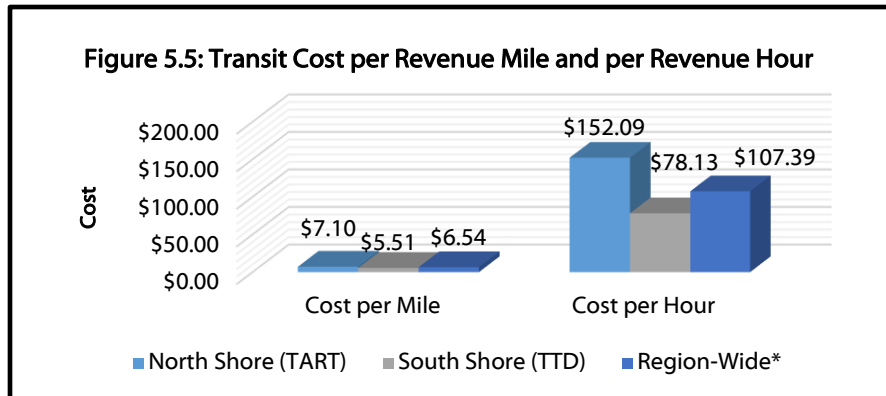 Figure 5.5: Transit Cost per Revenue Mile and per Revenue Hour
Cost
$200.00
$150.00
$100.00
$50.00
$0.00
$7.10
$5.51
$6.54
$152.09
$78.13
$107.39
Cost per Mile
Cost per Hour
North Shore (TART)
South Shore (TTD)
Region-Wide*